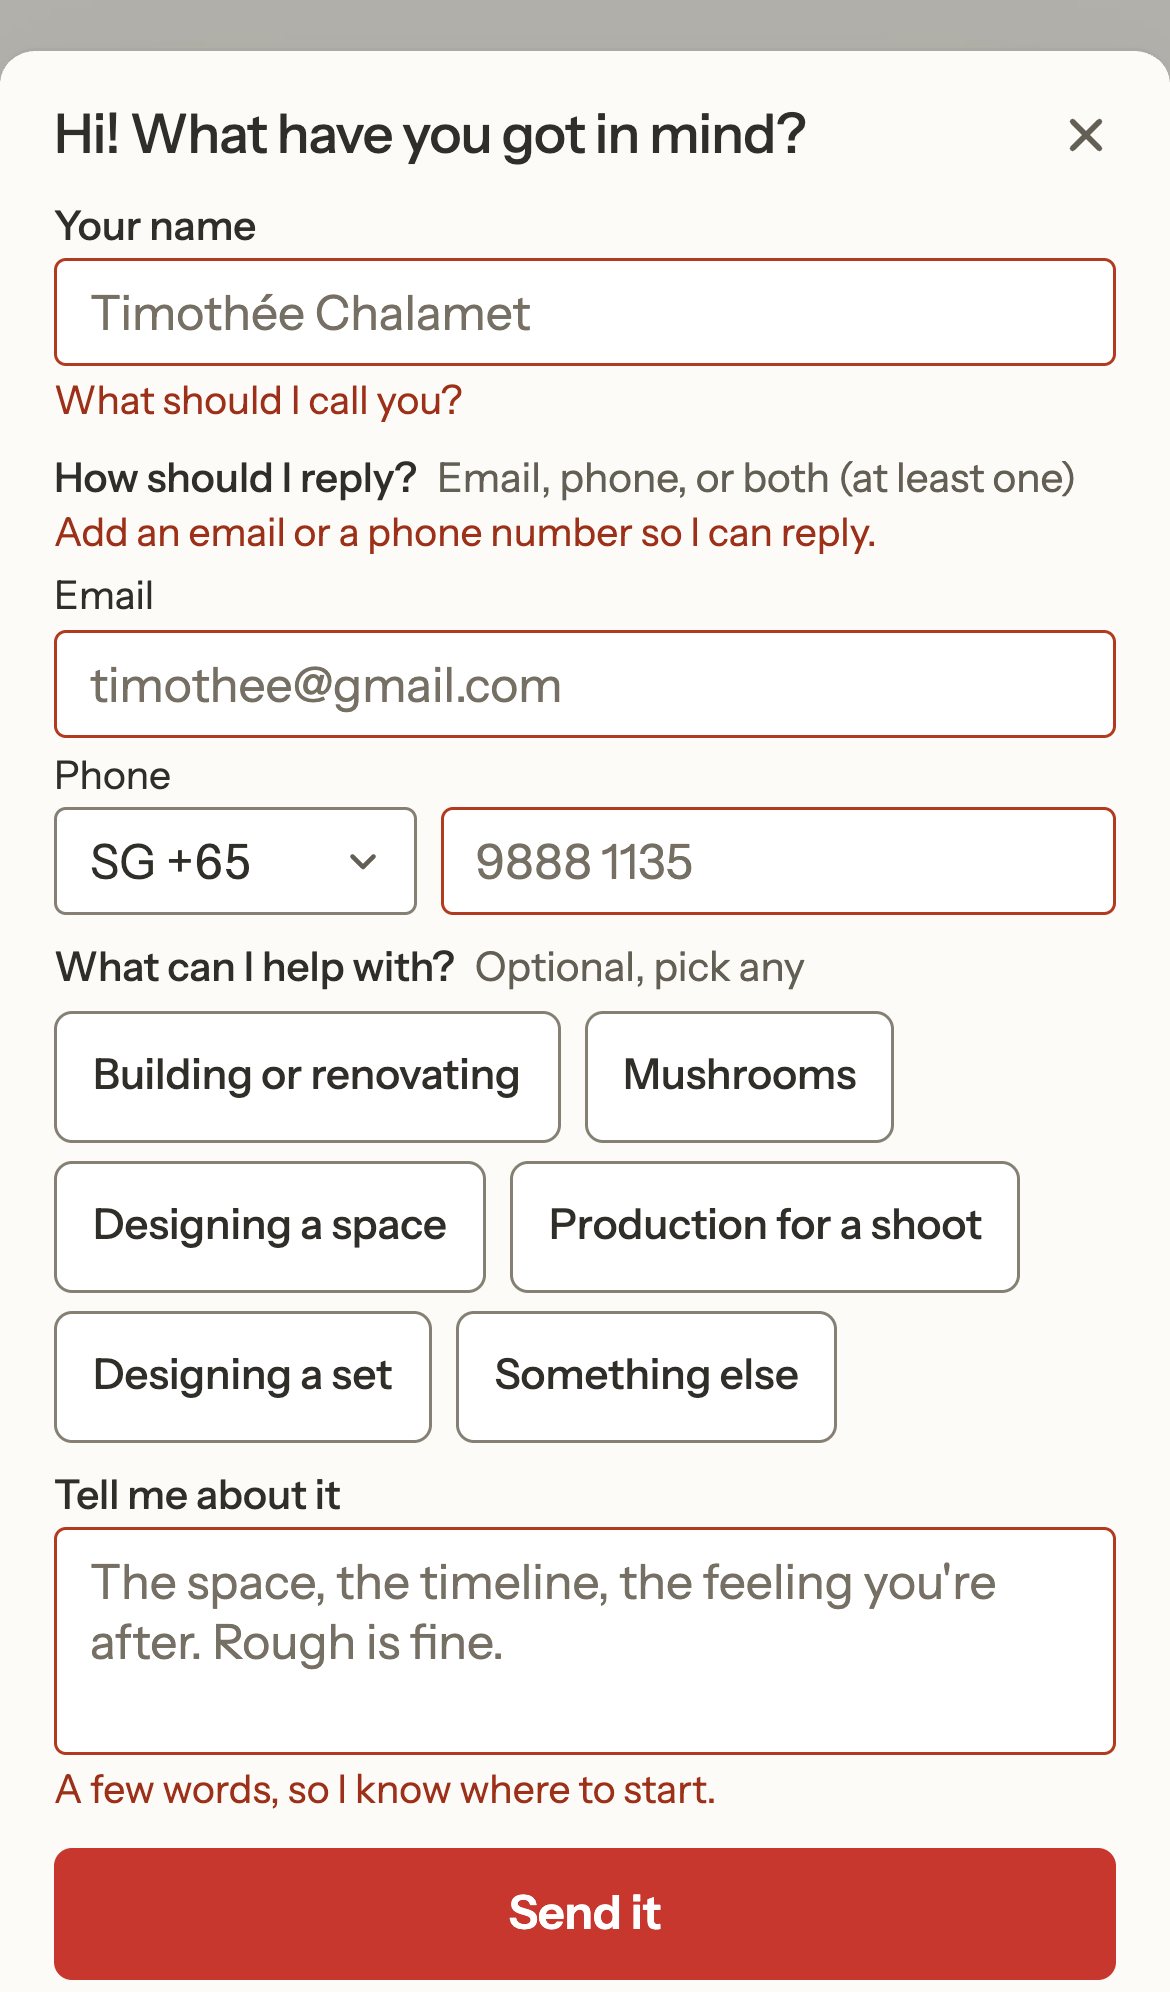 Hi! What have you got in mind?
Your name
Timothée Chalamet
What should I call you?
How should I reply? Email, phone, or both (at least one)
Add an email or a phone number so I can reply.
Email
timothee@gmail.com
Phone
SG +65
9888 1135
What can I help with? Optional, pick any
Building or renovating
Mushrooms
Designing a space
Production for a shoot
Designing a set
Something else
Tell me about it
The space, the timeline, the feeling you're
after. Rough is fine.
A few words, so I know where to start.
Send it